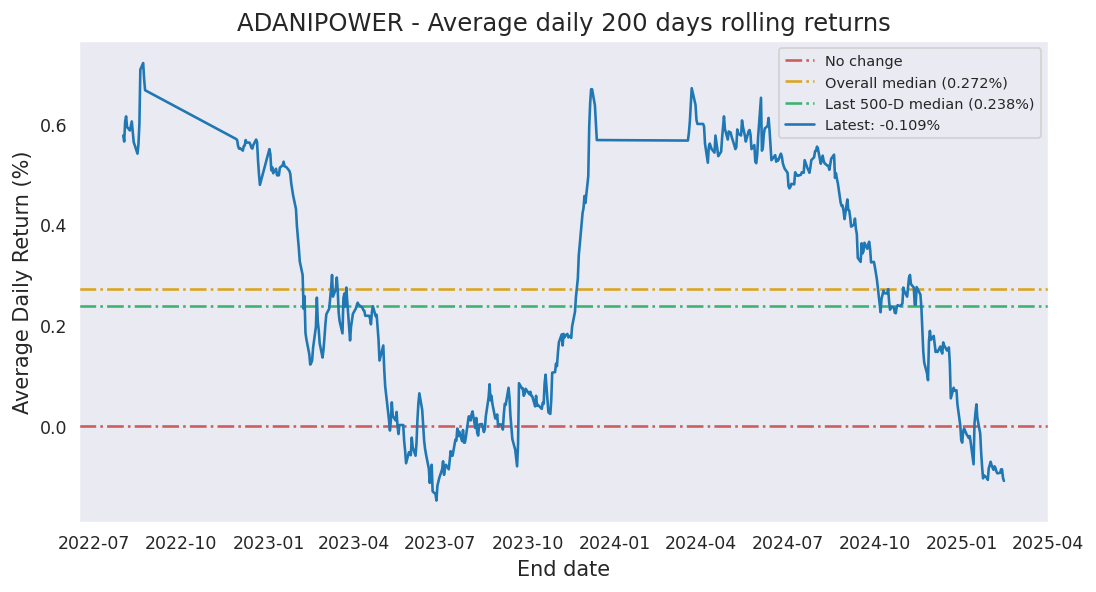 ADANIPOWER - Average daily 200 days rolling returns
No change
Overall median (0.272%)
Last 500-D median (0.238%)
Latest: -0.109%
Average Daily Return (%)
0.6
0.4
0.2
0.0
2022-07 2022-10 2023-01 2023-04 2023-07 2023-10 2024-01 2024-04 2024-07 2024-10 2025-01 2025-04
End date